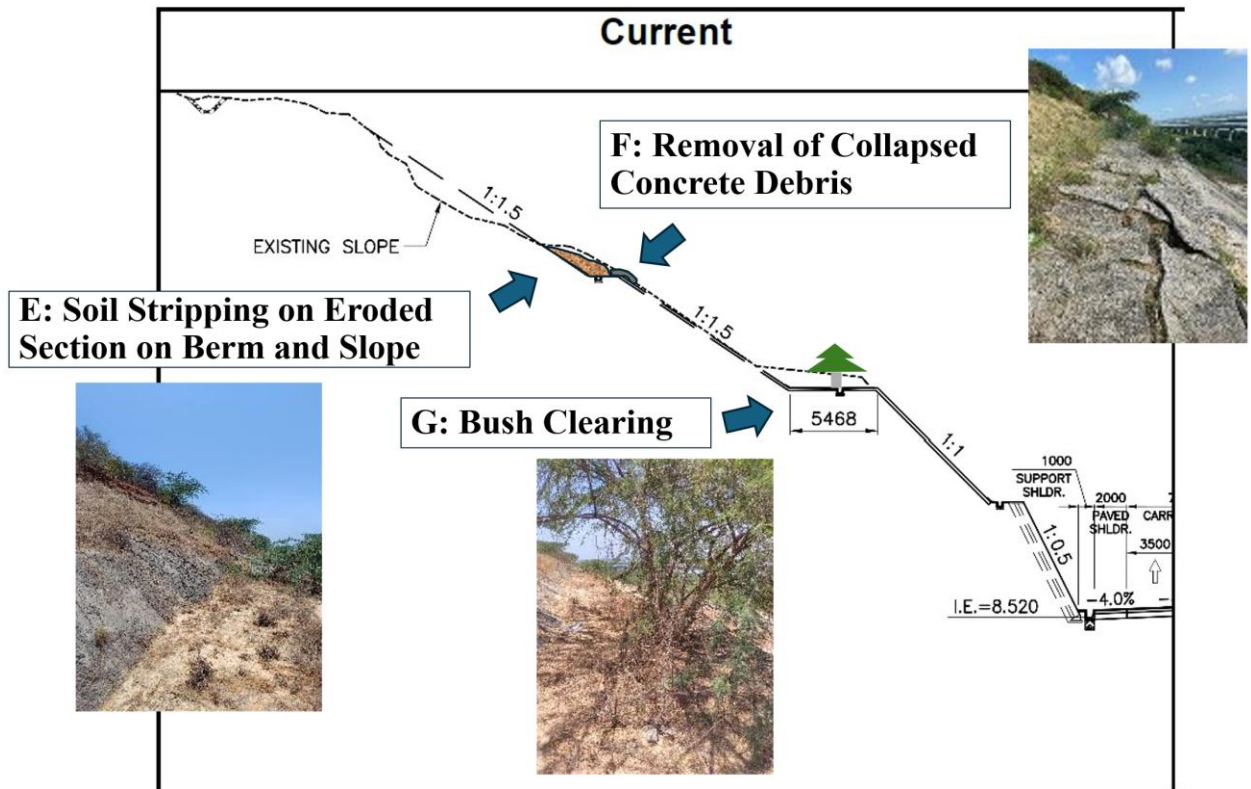 Current
F: Removal of Collapsed
Concrete Debris
1:1.5
EXISTING SLOPE
E: Soil Stripping on Eroded
Section on Berm and Slope
1:1.5
G: Bush Clearing
5468
1:1
1000
SUPPORT
SHLDR.
2000
PAVED
SHLDR.
CARR
3500
1:0.5
-4.0%
I.E.=8.520